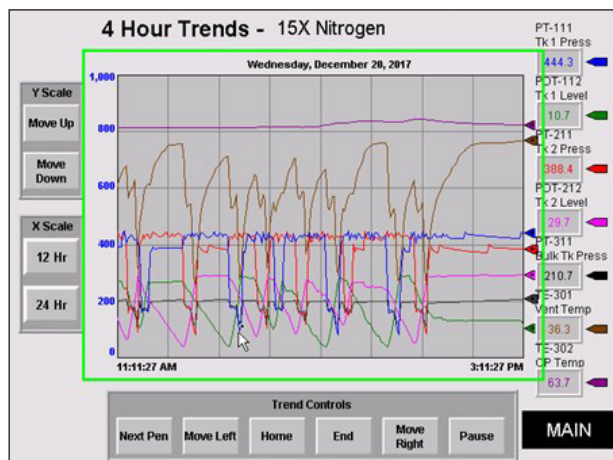 4 Hour Trends - 15X Nitrogen
Wednesday, December 20, 2017
1,000
800
600
400
200
0
11:11:27 AM
3:11:27 PM
Y Scale
Move Up
Move
Down
X Scale
12 Hr
24 Hr
PT-111
Tk 1 Press
444.3
PDT-112
Tk 1 Level
10.7
PT-211
Tk 2 Press
388.4
PDT-212
Tk 2 Level
29.7
PT-311
Bulk Tk Press
210.7
TE-301
Vent Temp
36.3
TE-302
OP Temp
63.7
Trend Controls
Next Pen
Move Left
Home
End
Move
Right
Pause
MAIN